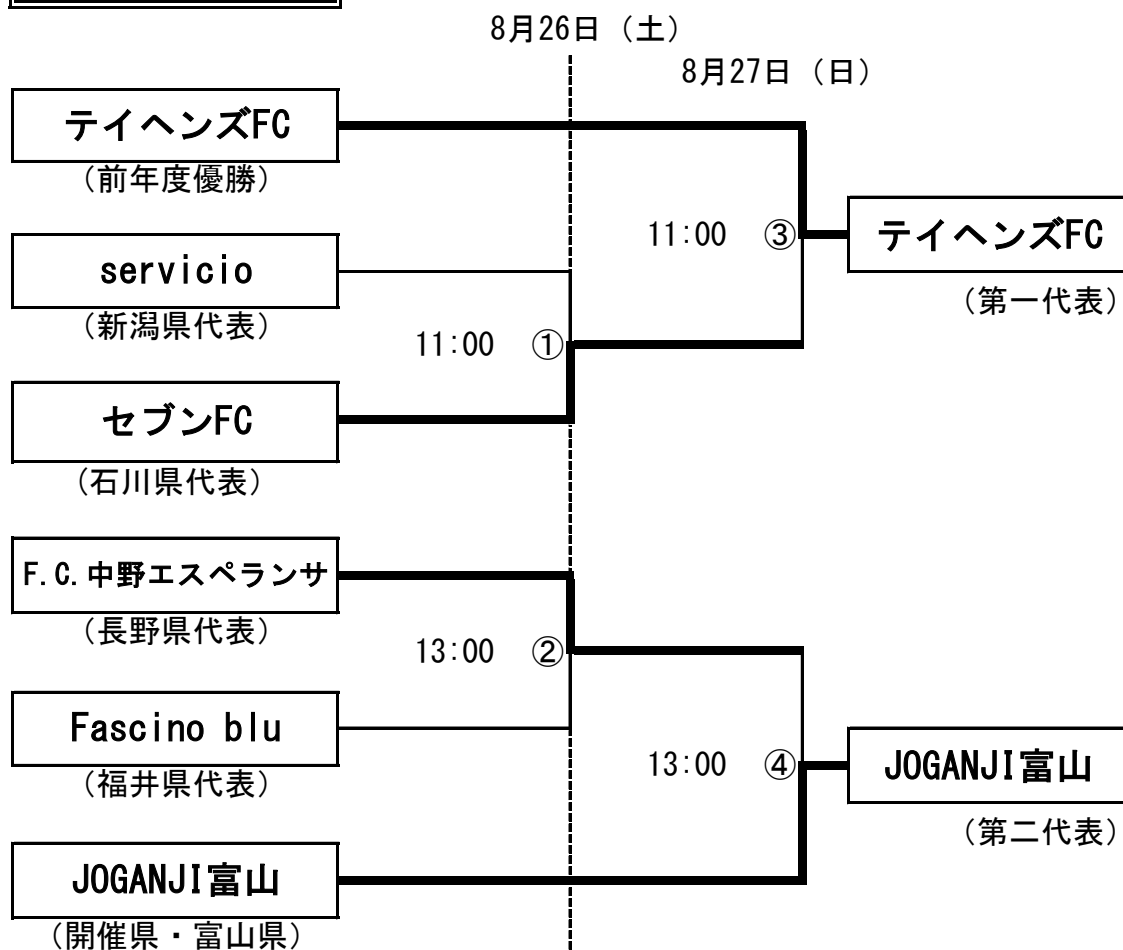 8月26日（土）
8月27日（日）
テイヘンズFC
（前年度優勝）
11:00 ③
テイヘンズFC
（第一代表）
servicio
（新潟県代表）
11:00 ①
セブンFC
（石川県代表）
F.C.中野エスペランサ
（長野県代表）
13:00 ②
Fascino blu
（福井県代表）
13:00 ④
JOGANJI富山
（第二代表）
JOGANJI富山
（開催県・富山県）